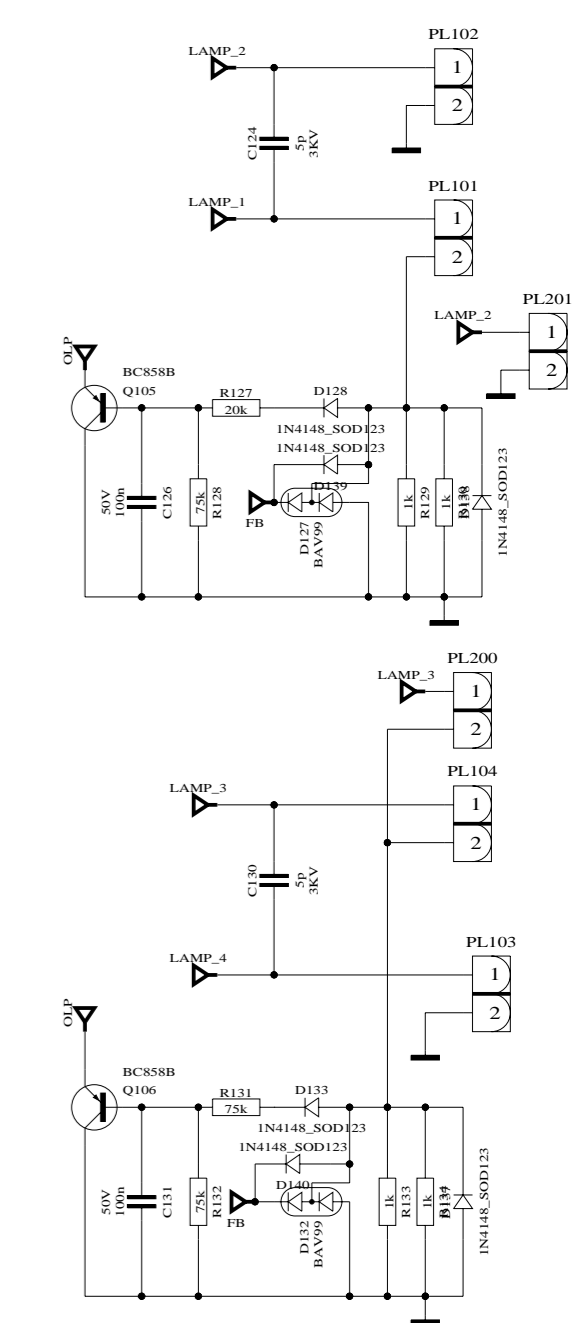 PL102
LAMP_2
1
2
C124
5p
3KV
PL101
LAMP_1
1
2
PL201
LAMP_2
1
2
OLP
BC858B
Q105
R127
20k
D128
1N4148_SOD123
1N4148_SOD123
D139
50V
100n
C126
75k
R128
FB
D127
BAV99
1k
R129
1k
R130
1N4148_SOD123
PL200
LAMP_3
1
2
PL104
LAMP_3
1
2
C130
5p
3KV
PL103
LAMP_4
1
2
OLP
BC858B
Q106
R131
75k
D133
1N4148_SOD123
1N4148_SOD123
D140
50V
100n
C131
75k
R132
FB
D132
BAV99
1k
R133
1k
R134
1N4148_SOD123